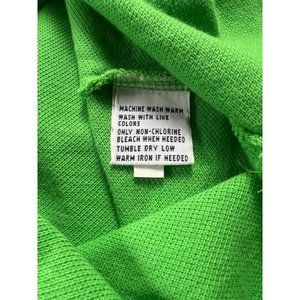 MACHINE WASH WARM
WASH WITH LIKE
COLORS
ONLY NON-CHLORINE
BLEACH WHEN NEEDED
TUMBLE DRY LOW
WARM IRON IF NEEDED